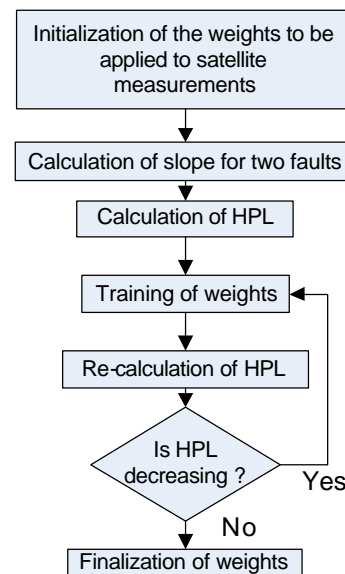 Initialization of the weights to be
applied to satellite
measurements
Calculation of slope for two faults
Calculation of HPL
Training of weights
Re-calculation of HPL
Is HPL
decreasing ?
Yes
No
Finalization of weights